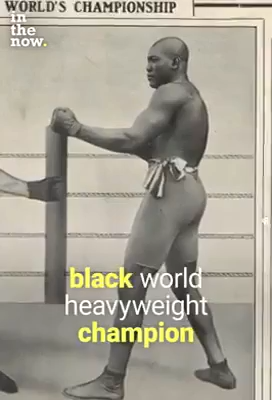 WORLD'S CHAMPIONSHIP
in
the
now.
black world
heavyweight
champion